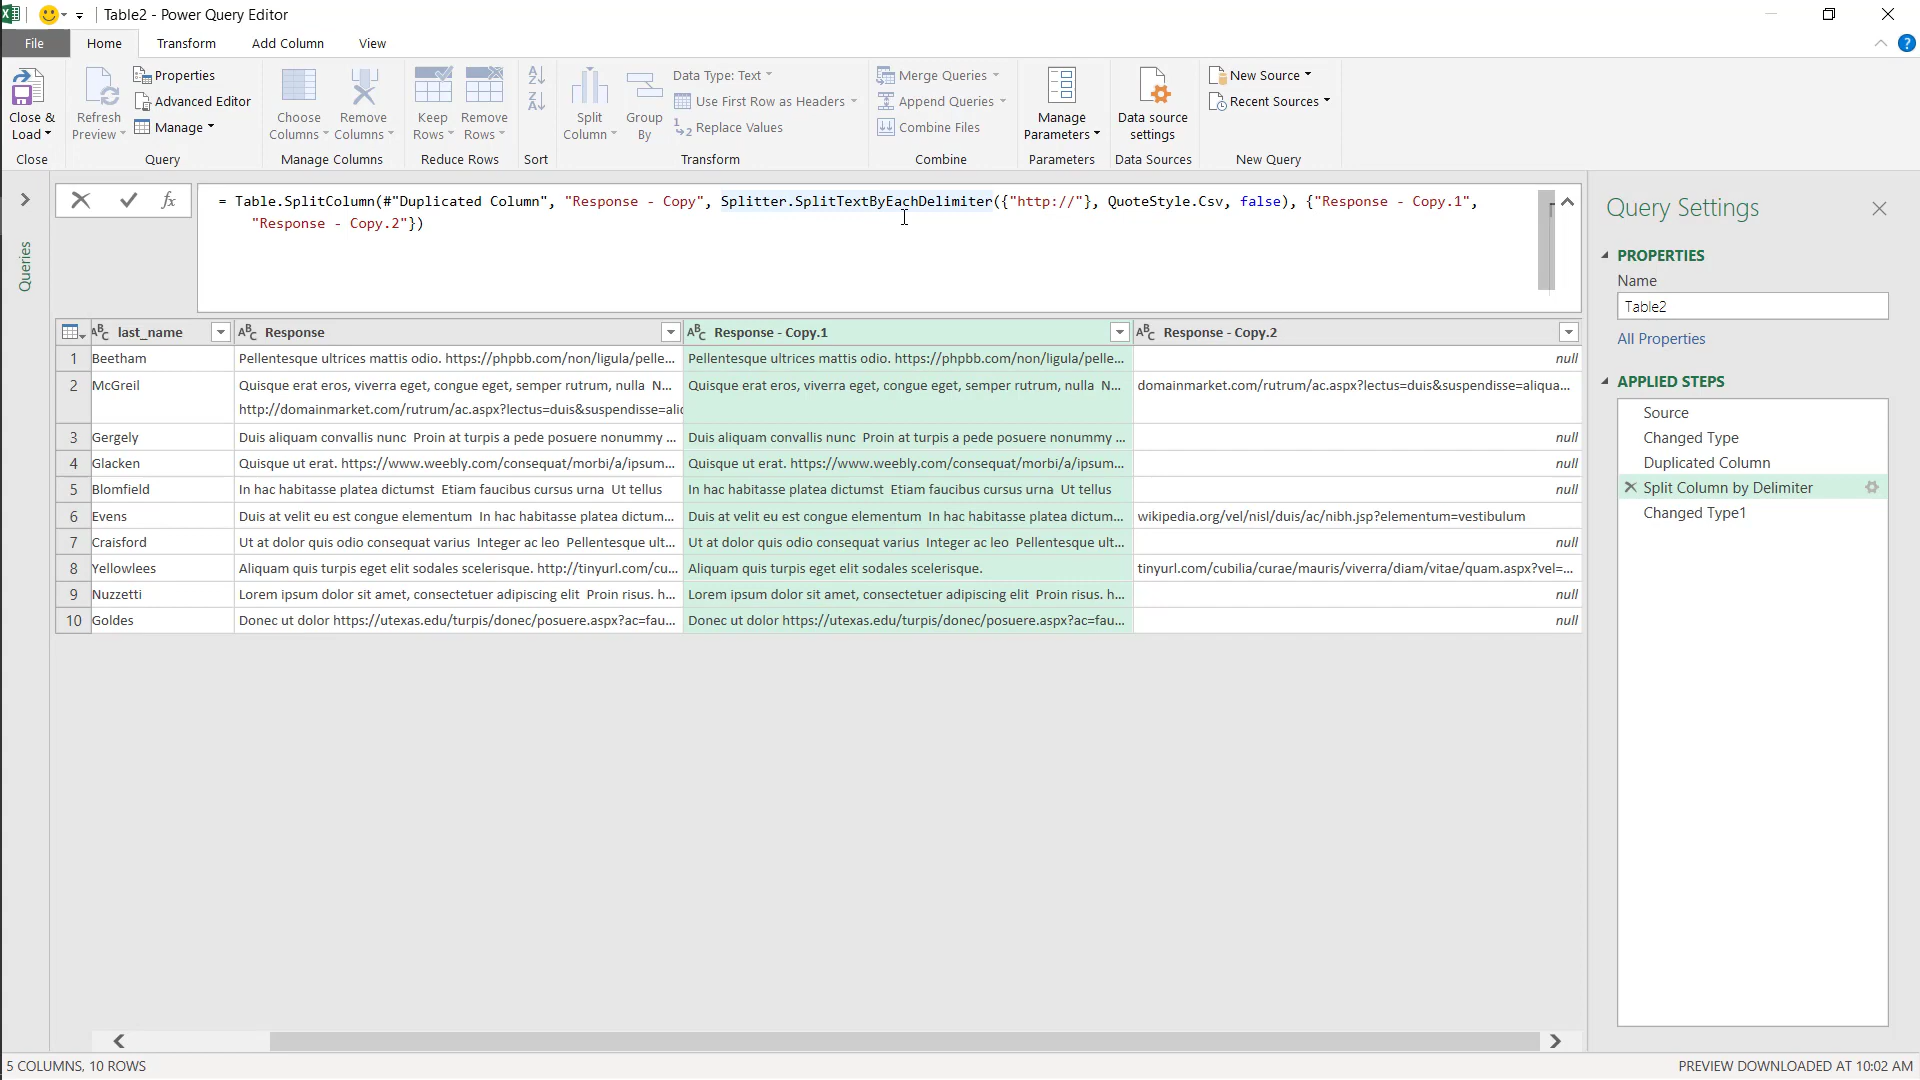 Table2 - Power Query Editor
File Home Transform Add Column View
Close & Load
Close
Refresh Preview
Properties
Advanced Editor
Manage
Query
Choose Columns
Remove Columns
Manage Columns
Keep Rows
Remove Rows
Reduce Rows
Sort
Split Column
Group By
Data Type: Text
Use First Row as Headers
Replace Values
Transform
Merge Queries
Append Queries
Combine Files
Combine
Manage Parameters
Parameters
Data source settings
Data Sources
New Source
Recent Sources
New Query
= Table.SplitColumn(#"Duplicated Column", "Response - Copy", Splitter.SplitTextByEachDelimiter({"http://"}, QuoteStyle.Csv, false), {"Response - Copy.1",
"Response - Copy.2"})
Queries
last_name Response Response - Copy.1 Response - Copy.2
1 Beetham Pellentesque ultrices mattis odio. https://phpbb.com/non/ligula/pelle... Pellentesque ultrices mattis odio. https://phpbb.com/non/ligula/pelle... null
2 McGreil Quisque erat eros, viverra eget, congue eget, semper rutrum, nulla N... Quisque erat eros, viverra eget, congue eget, semper rutrum, nulla N... domainmarket.com/rutrum/ac.aspx?lectus=duis&suspendisse=aliqua...
http://domainmarket.com/rutrum/ac.aspx?lectus=duis&suspendisse=alic
3 Gergely Duis aliquam convallis nunc Proin at turpis a pede posuere nonummy ... Duis aliquam convallis nunc Proin at turpis a pede posuere nonummy ... null
4 Glacken Quisque ut erat. https://www.weebly.com/consequat/morbi/a/ipsum... Quisque ut erat. https://www.weebly.com/consequat/morbi/a/ipsum... null
5 Blomfield In hac habitasse platea dictumst Etiam faucibus cursus urna Ut tellus In hac habitasse platea dictumst Etiam faucibus cursus urna Ut tellus null
6 Evens Duis at velit eu est congue elementum In hac habitasse platea dictum... Duis at velit eu est congue elementum In hac habitasse platea dictum... wikipedia.org/vel/nisl/duis/ac/nibh.jsp?elementum=vestibulum
7 Craisford Ut at dolor quis odio consequat varius Integer ac leo Pellentesque ult... Ut at dolor quis odio consequat varius Integer ac leo Pellentesque ult... null
8 Yellowlees Aliquam quis turpis eget elit sodales scelerisque. http://tinyurl.com/cu... Aliquam quis turpis eget elit sodales scelerisque. tinyurl.com/cubilia/curae/mauris/viverra/diam/vitae/quam.aspx?vel=...
9 Nuzzetti Lorem ipsum dolor sit amet, consectetuer adipiscing elit Proin risus. h... Lorem ipsum dolor sit amet, consectetuer adipiscing elit Proin risus. h... null
10 Goldes Donec ut dolor https://utexas.edu/turpis/donec/posuere.aspx?ac=fau... Donec ut dolor https://utexas.edu/turpis/donec/posuere.aspx?ac=fau... null
Query Settings
PROPERTIES
Name
Table2
All Properties
APPLIED STEPS
Source
Changed Type
Duplicated Column
Split Column by Delimiter
Changed Type1
5 COLUMNS, 10 ROWS
PREVIEW DOWNLOADED AT 10:02 AM